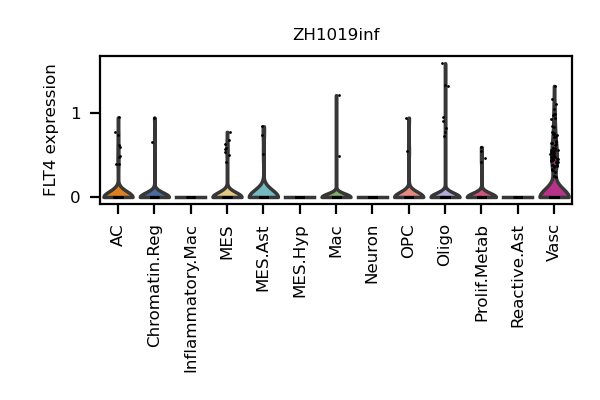 ZH1019inf
FLT4 expression
1
0
AC
Chromatin.Reg
Inflammatory.Mac
MES
MES.Ast
MES.Hyp
Mac
Neuron
OPC
Oligo
Prolif.Metab
Reactive.Ast
Vasc